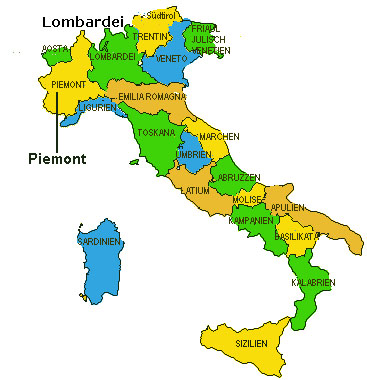 Lombardei
Südtirol
TRENTIN
FRIAUL
JULISCH
VENETIEN
AOSTA
LOMBARDEI
VENETO
PIEMONT
EMILIA ROMAGNA
LIGURIEN
TOSKANA
MARCHEN
Piemont
UMBRIEN
ABRUZZEN
LATIUM
MOLISE
APULIEN
KAMPANIEN
BASILIKATA
SARDINIEN
KALABRIEN
SIZILIEN